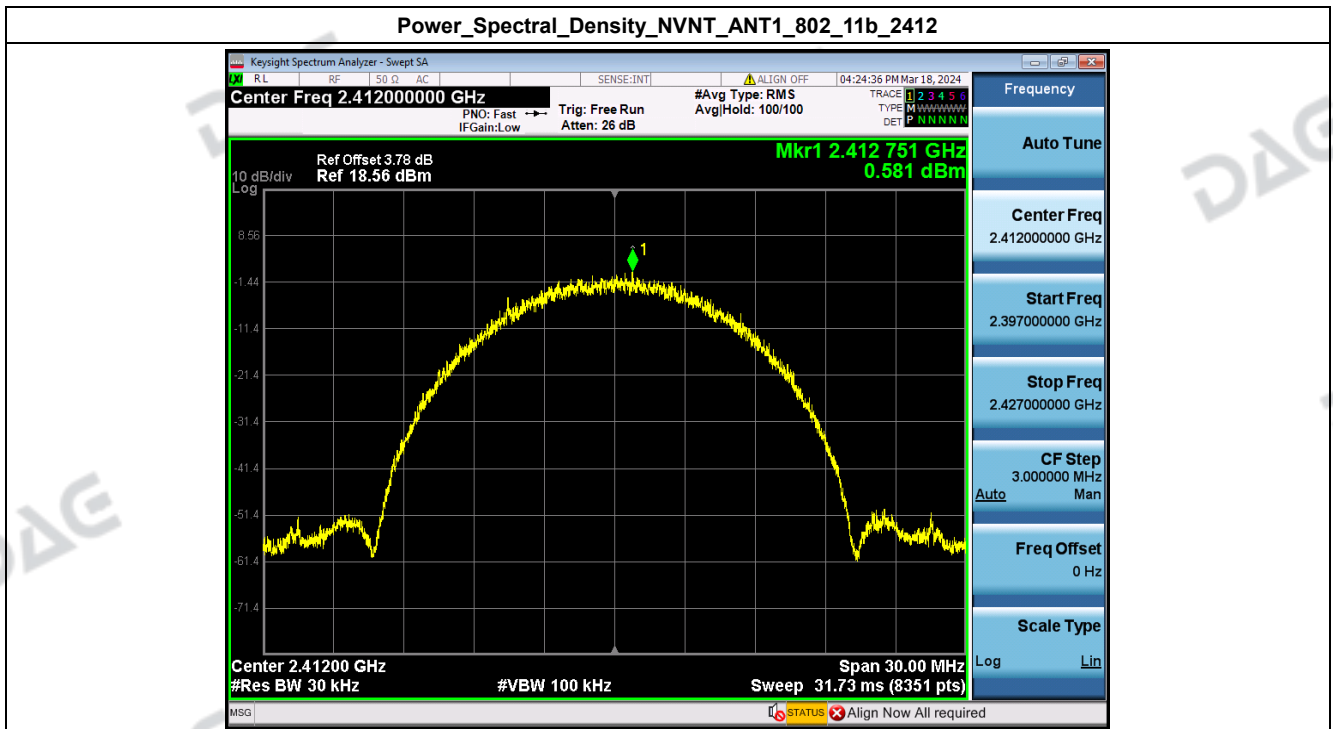 Power_Spectral_Density_NVNT_ANT1_802_11b_2412
Keysight Spectrum Analyzer - Swept SA
LXI RL RF 50 Ω AC SENSE:INT ALIGN OFF 04:24:36 PM Mar 18, 2024
Center Freq 2.412000000 GHz
PNO: Fast
IFGain:Low
Trig: Free Run
Atten: 26 dB
#Avg Type: RMS
Avg|Hold: 100/100
TRACE 1 2 3 4 5 6
TYPE M WWWWW
DET P N N N N N
Frequency
Mkr1 2.412 751 GHz
0.581 dBm
Ref Offset 3.78 dB
10 dB/div Ref 18.56 dBm
Log
8.56
-1.44
-11.4
-21.4
-31.4
-41.4
-51.4
-61.4
-71.4
1
Center 2.41200 GHz Span 30.00 MHz
#Res BW 30 kHz #VBW 100 kHz Sweep 31.73 ms (8351 pts)
Auto Tune
Center Freq
2.412000000 GHz
Start Freq
2.397000000 GHz
Stop Freq
2.427000000 GHz
CF Step
3.000000 MHz
Auto Man
Freq Offset
0 Hz
Scale Type
Log Lin
MSG STATUS Align Now All required
DAG
DAG